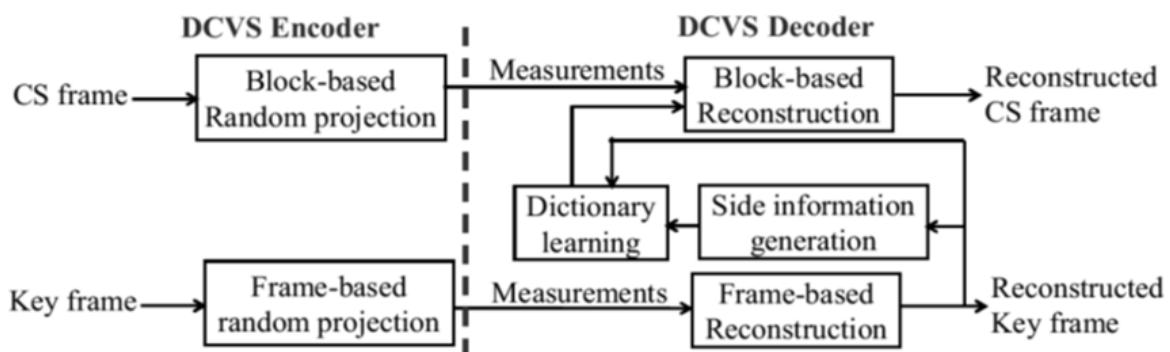 DCVS Encoder
DCVS Decoder
CS frame
Block-based
Random projection
Measurements
Block-based
Reconstruction
Reconstructed
CS frame
Dictionary
learning
Side information
generation
Key frame
Frame-based
random projection
Measurements
Frame-based
Reconstruction
Reconstructed
Key frame